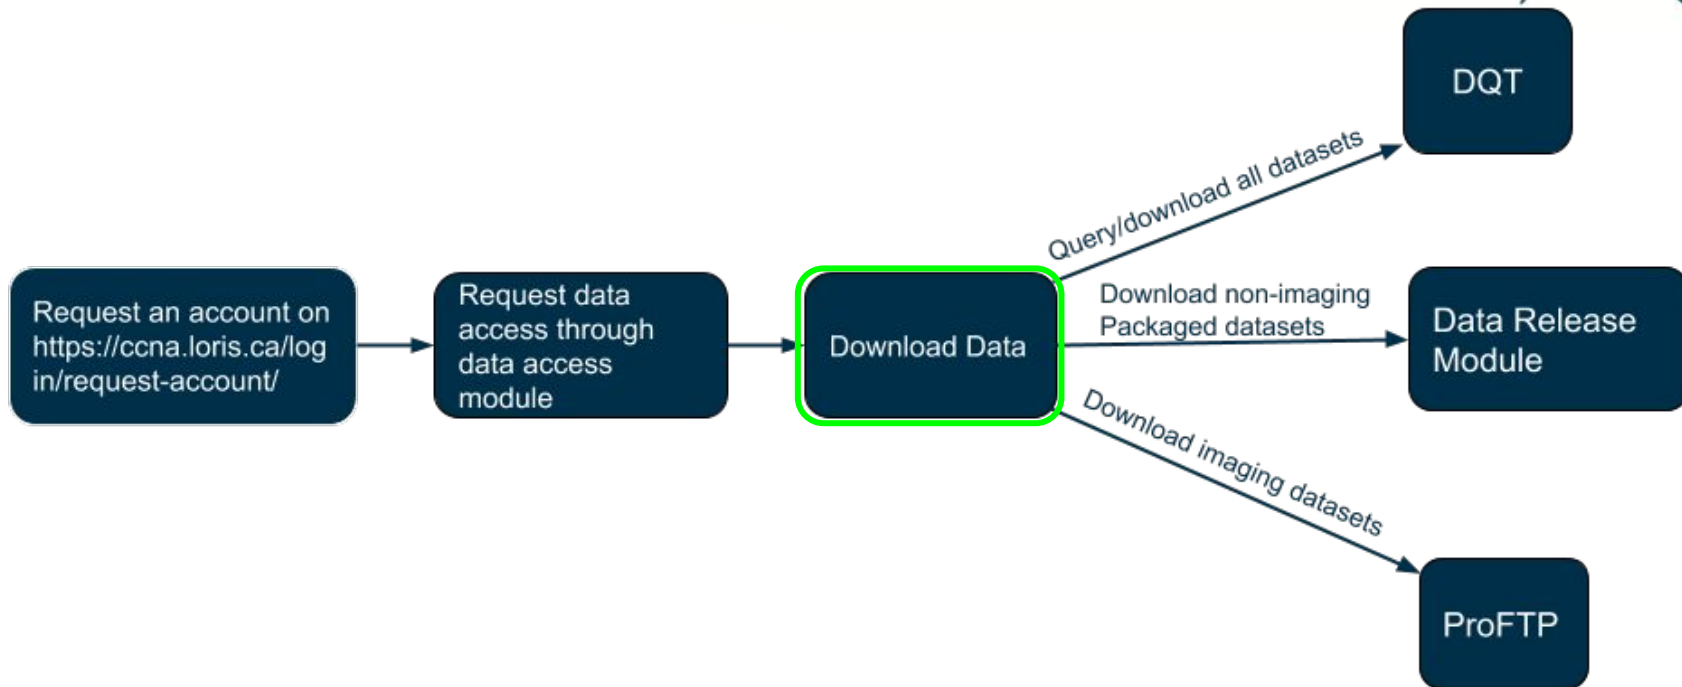 Request an account on
https://ccna.loris.ca/log
in/request-account/
Request data
access through
data access
module
Download Data
Query/download all datasets
DQT
Download non-imaging
Packaged datasets
Data Release
Module
Download imaging datasets
ProFTP